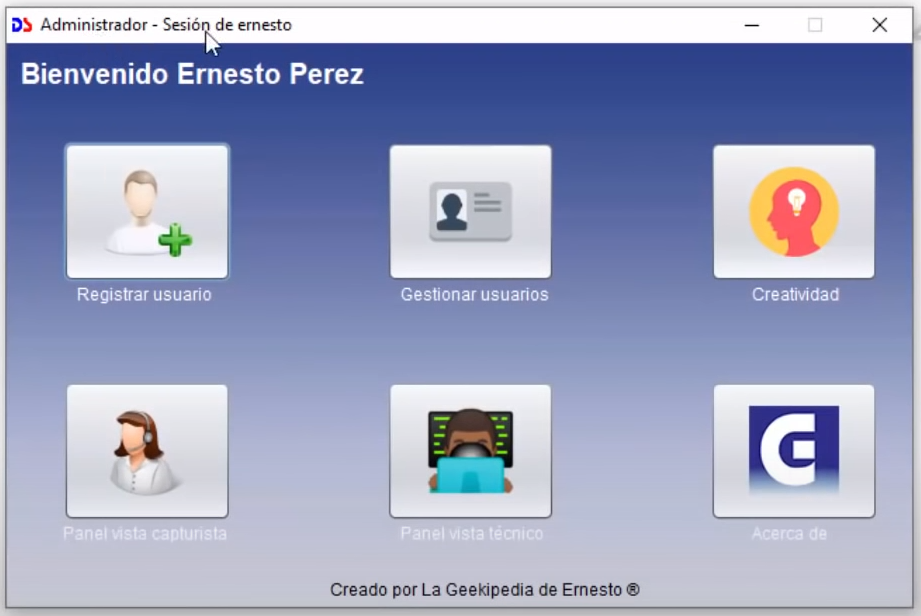 DS Administrador - Sesión de ernesto
Bienvenido Ernesto Perez
Registrar usuario
Gestionar usuarios
Creatividad
Panel vista capturista
Panel vista técnico
G
Acerca de
Creado por La Geekipedia de Ernesto ®